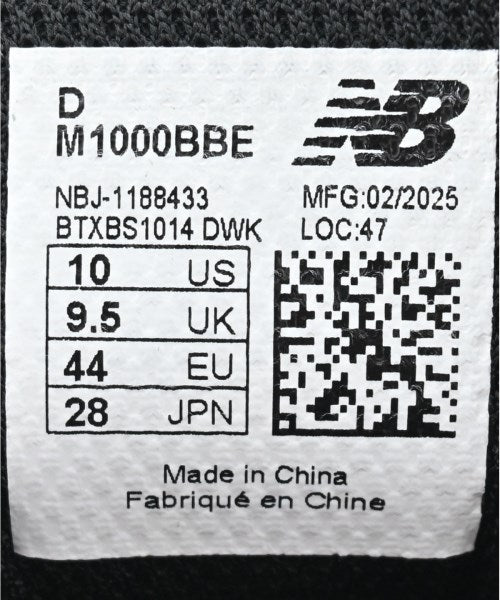 D
M1000BBE
NB
NBJ-1188433
BTXBS1014 DWK
MFG:02/2025
LOC:47
10 US
9.5 UK
44 EU
28 JPN
Made in China
Fabriqué en Chine